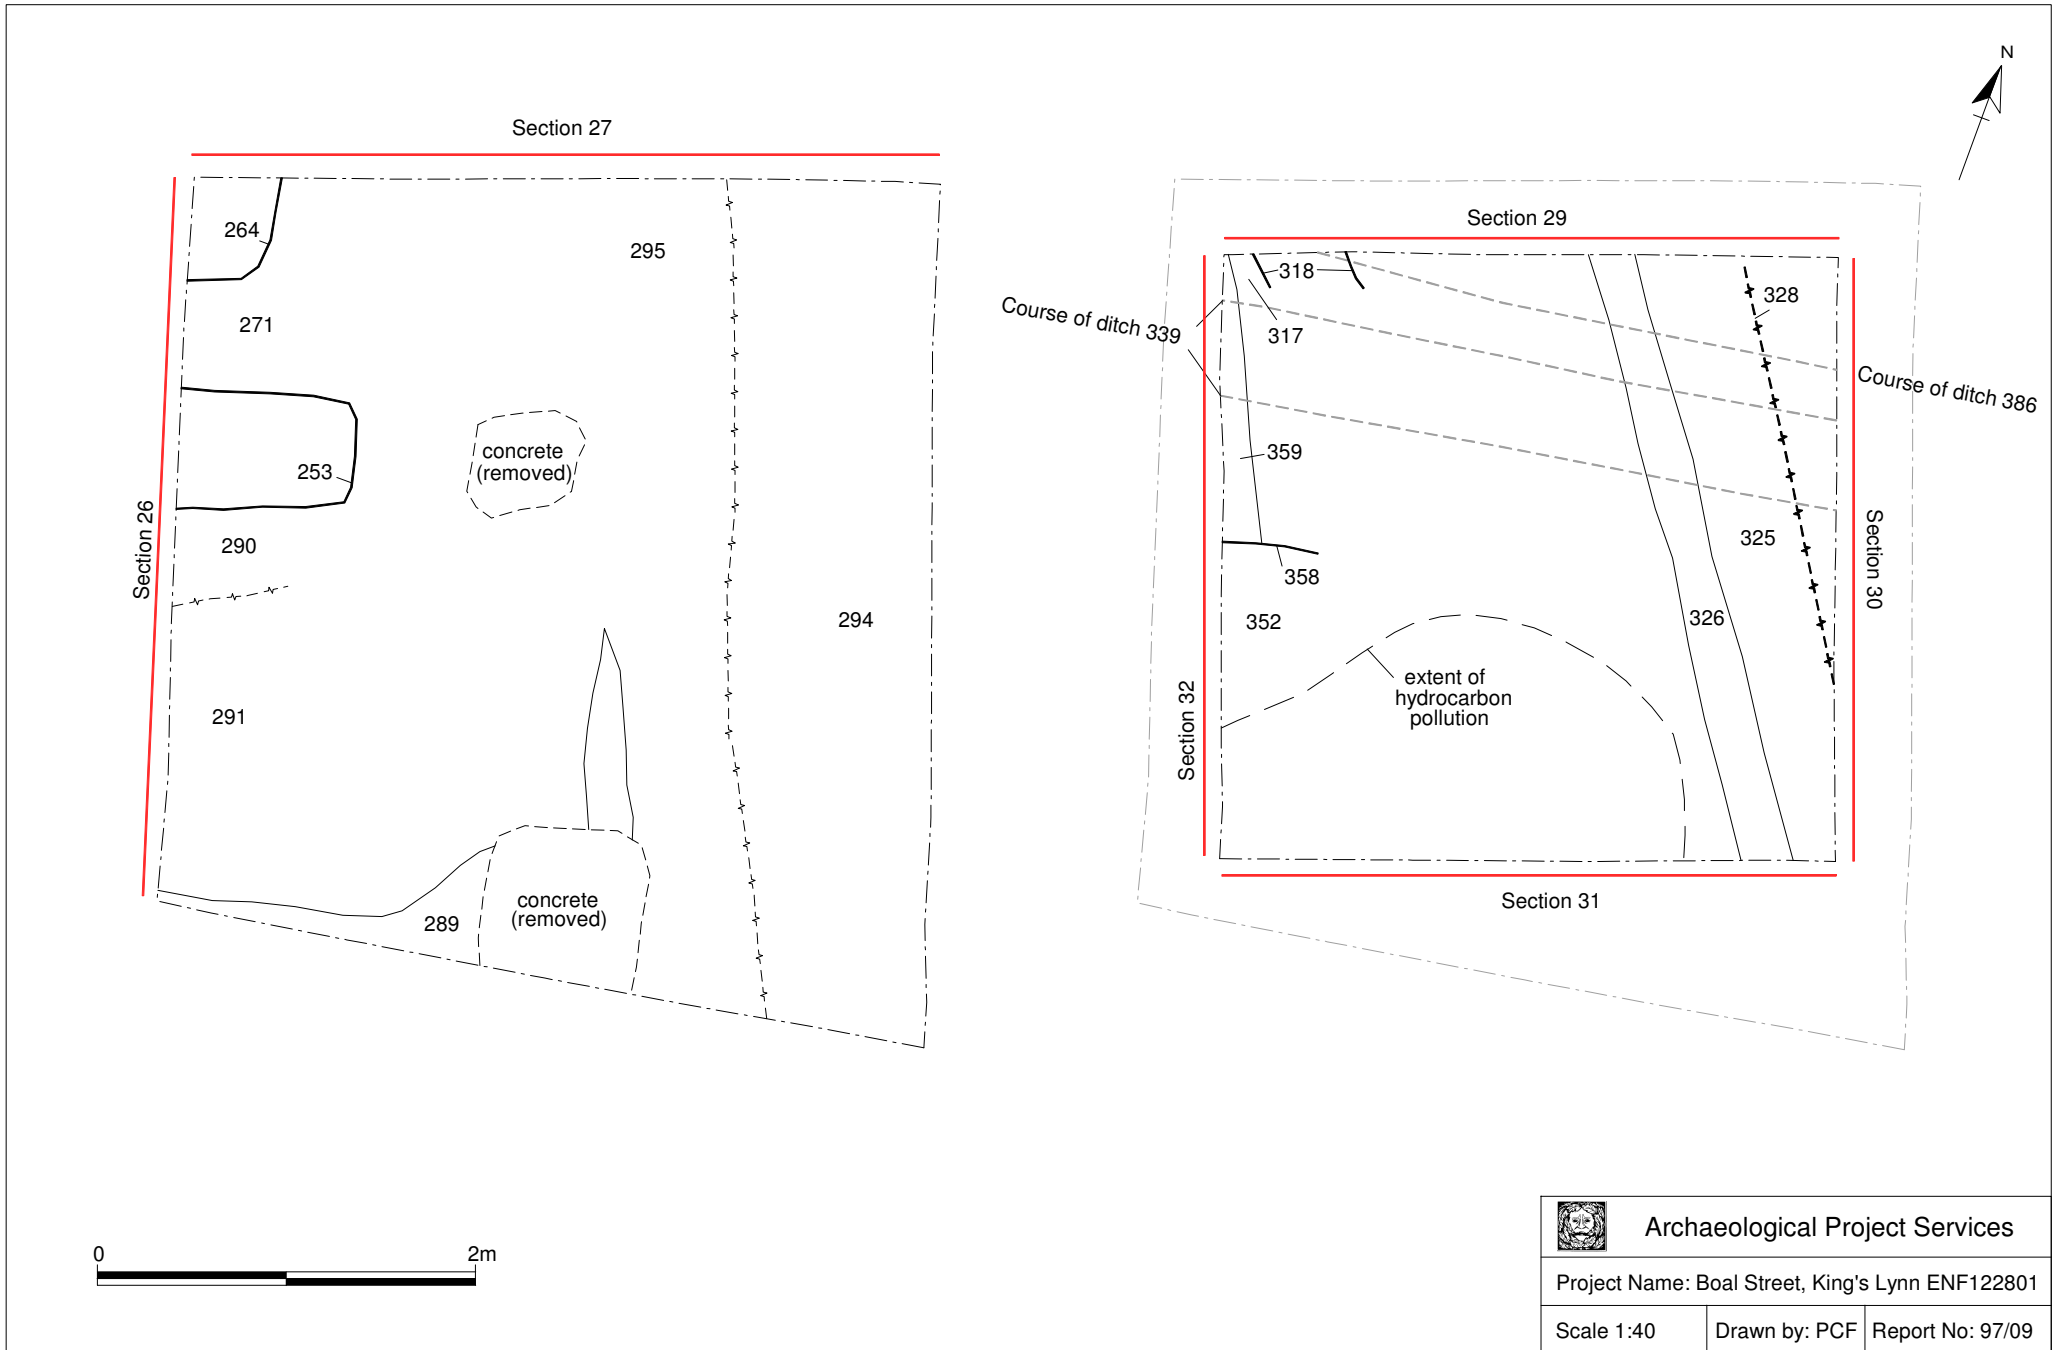 N
Section 27
Section 26
264
271
295
253
concrete
(removed)
290
294
291
289
concrete
(removed)
Section 29
318
328
Course of ditch 339
317
Course of ditch 386
359
325
Section 30
358
352
326
extent of
hydrocarbon
pollution
Section 32
Section 31
0 2m
Archaeological Project Services
Project Name: Boal Street, King's Lynn ENF122801
Scale 1:40 Drawn by: PCF Report No: 97/09